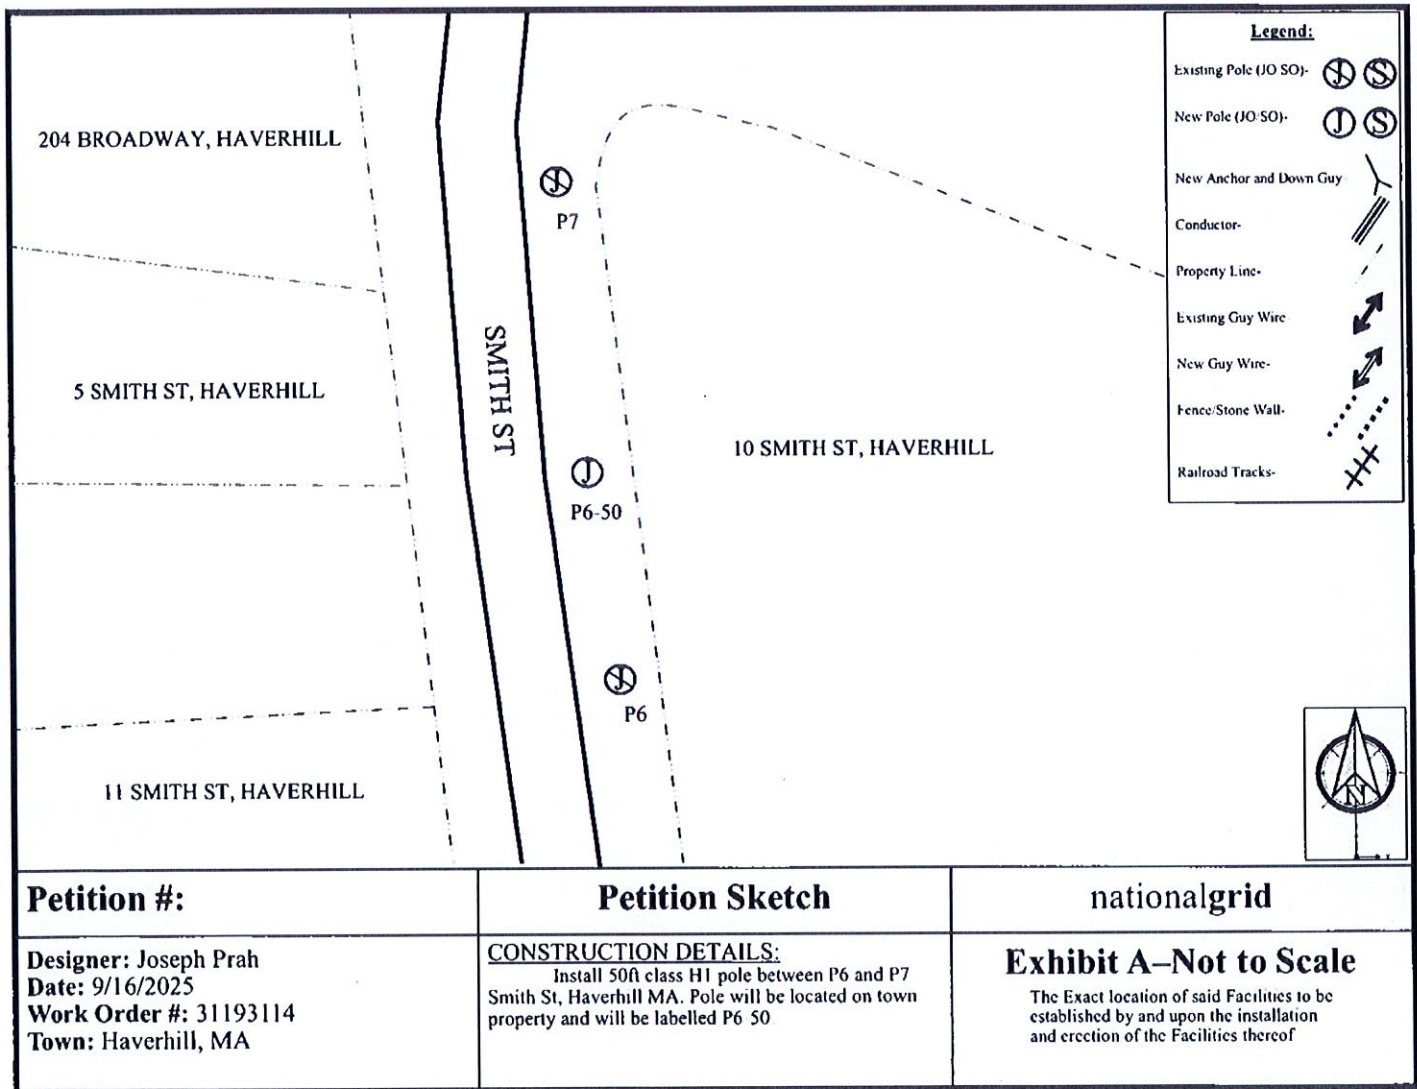 204 BROADWAY, HAVERHILL
P7
5 SMITH ST, HAVERHILL
SMITH ST
10 SMITH ST, HAVERHILL
J
P6-50
P6
11 SMITH ST, HAVERHILL
Legend:
Existing Pole (JO SO)- J S
New Pole (JO/SO)- J S
New Anchor and Down Guy
Conductor-
Property Line-
Existing Guy Wire
New Guy Wire-
Fence/Stone Wall-
Railroad Tracks-
N
Petition #:
Petition Sketch
nationalgrid
Designer: Joseph Prah
Date: 9/16/2025
Work Order #: 31193114
Town: Haverhill, MA
CONSTRUCTION DETAILS:
Install 50ft class H1 pole between P6 and P7
Smith St, Haverhill MA. Pole will be located on town
property and will be labelled P6 50
Exhibit A–Not to Scale
The Exact location of said Facilities to be
established by and upon the installation
and erection of the Facilities thereof